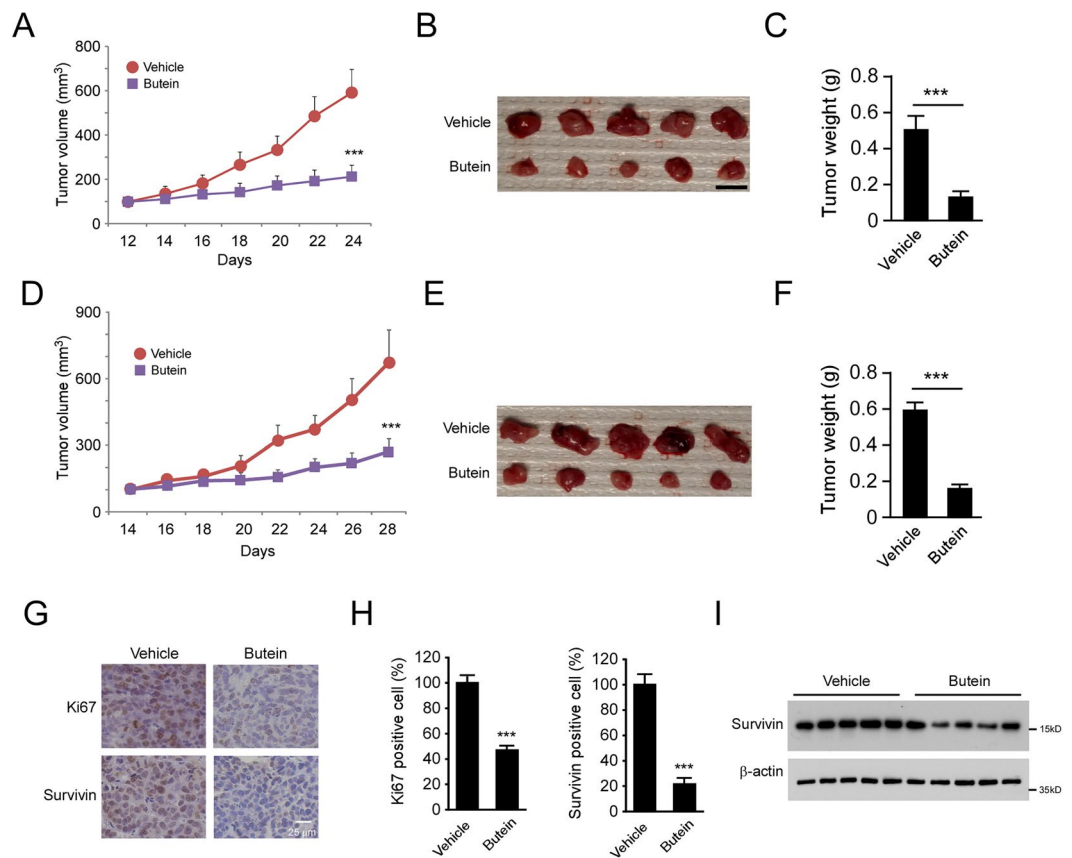 A
Tumor volume (mm³)
800
600
400
200
0
Vehicle
Butein
***
12 14 16 18 20 22 24
Days
B
Vehicle
Butein
C
Tumor weight (g)
0.8
0.6
0.4
0.2
0
***
Vehicle
Butein
D
Tumor volume (mm³)
900
600
300
0
Vehicle
Butein
***
14 16 18 20 22 24 26 28
Days
E
Vehicle
Butein
F
Tumor weight (g)
0.8
0.6
0.4
0.2
0
***
Vehicle
Butein
G
Vehicle Butein
Ki67
Survivin
25 μm
H
Ki67 positive cell (%)
120
100
80
60
40
20
0
***
Vehicle
Butein
Survivin positive cell (%)
120
100
80
60
40
20
0
***
Vehicle
Butein
I
Vehicle Butein
Survivin
15kD
β-actin
35kD